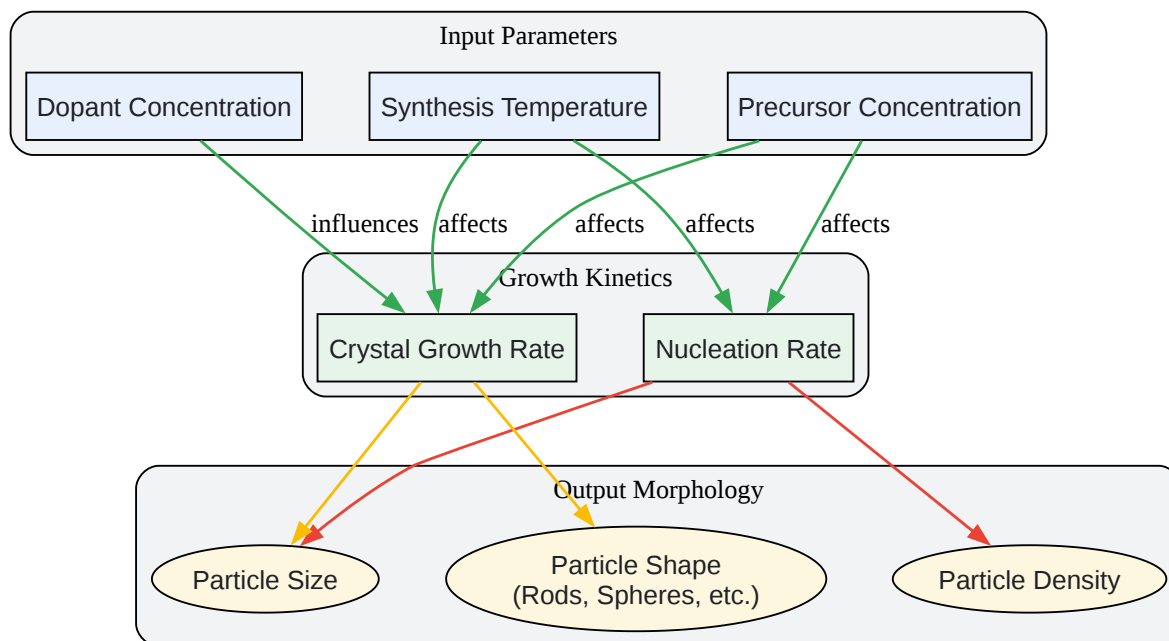 Input Parameters
Dopant Concentration
Synthesis Temperature
Precursor Concentration
influences
affects
affects
affects
affects
Growth Kinetics
Crystal Growth Rate
Nucleation Rate
Output Morphology
Particle Size
Particle Shape
(Rods, Spheres, etc.)
Particle Density